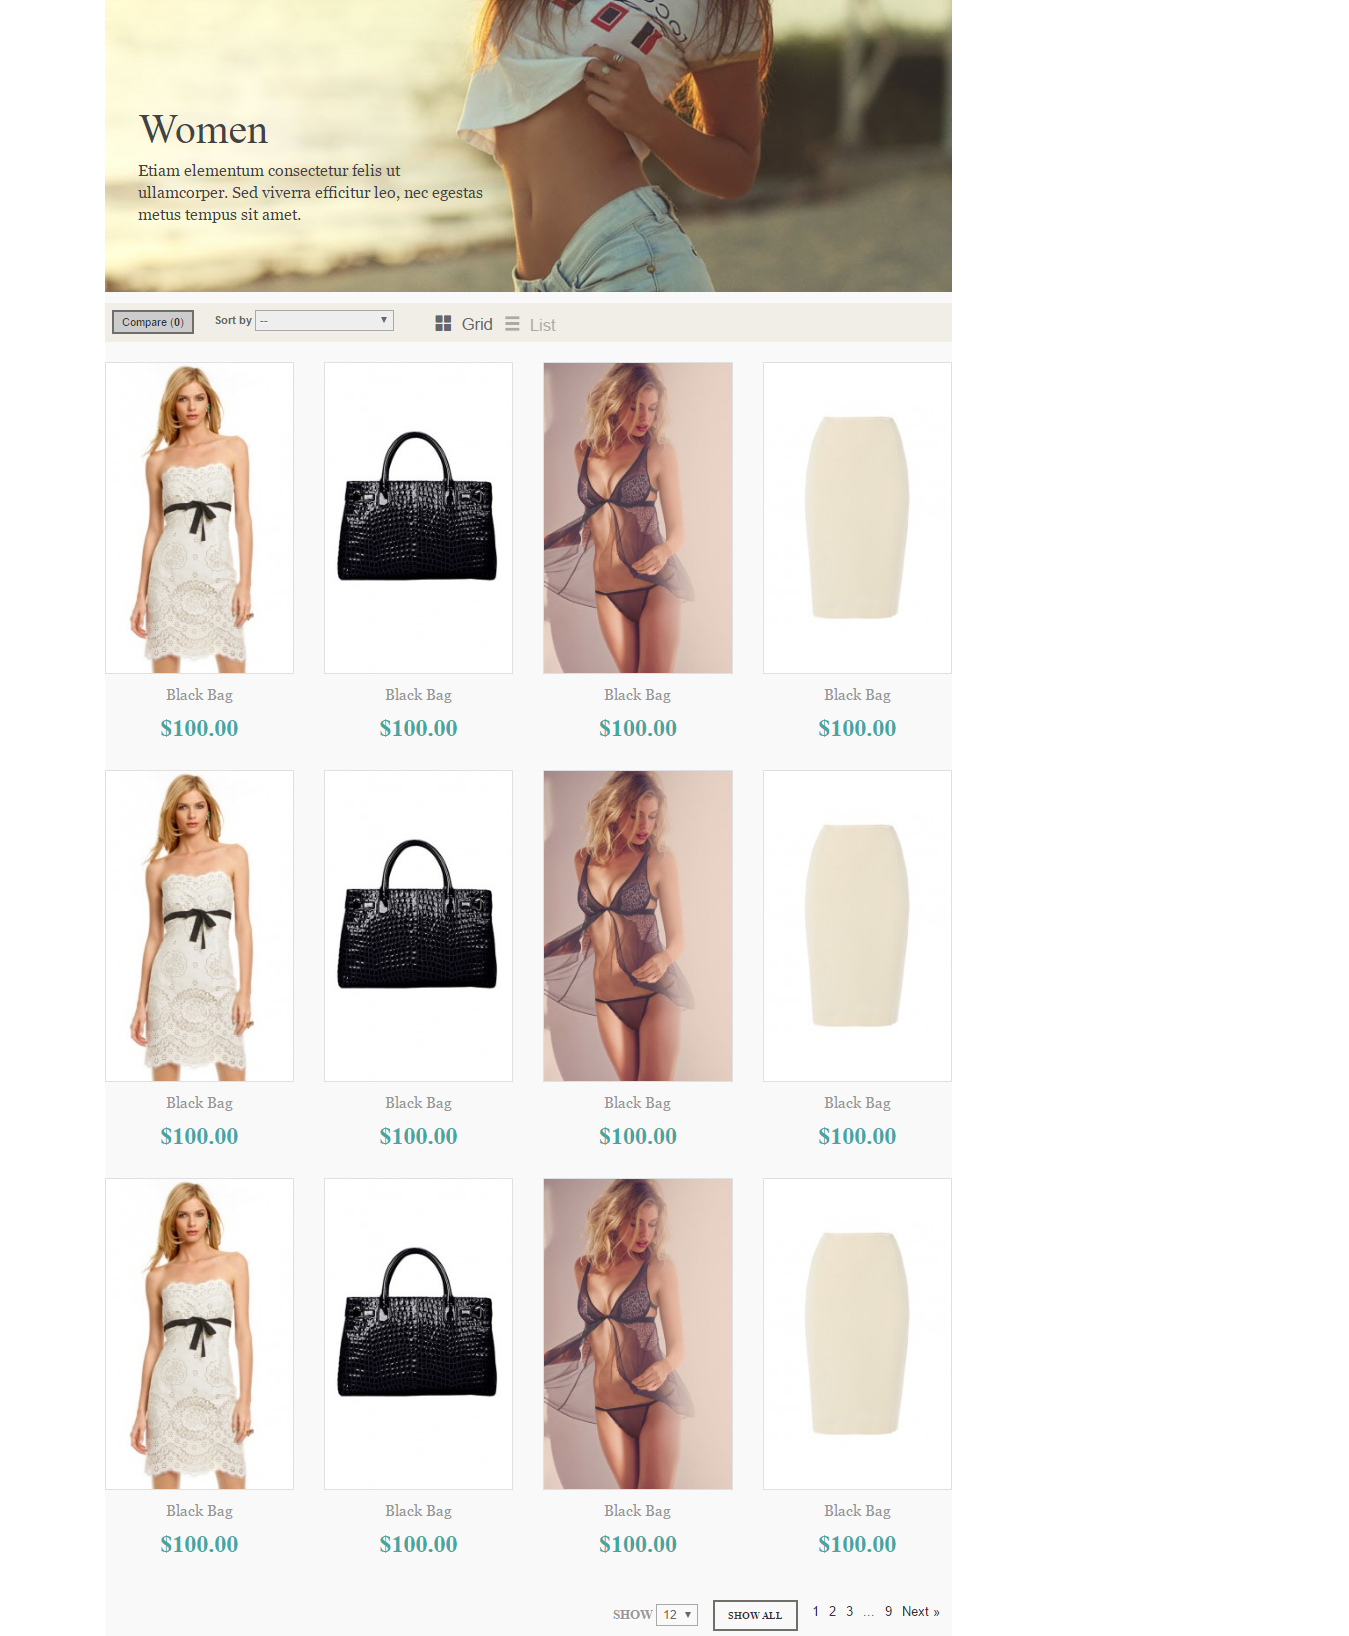 Women
Etiam elementum consectetur felis ut
ullamcorper. Sed viverra efficitur leo, nec egestas
metus tempus sit amet.
Compare (0) Sort by -- Grid List
Black Bag Black Bag Black Bag Black Bag
$100.00 $100.00 $100.00 $100.00
Black Bag Black Bag Black Bag Black Bag
$100.00 $100.00 $100.00 $100.00
Black Bag Black Bag Black Bag Black Bag
$100.00 $100.00 $100.00 $100.00
SHOW 12 SHOW ALL 1 2 3 ... 9 Next »